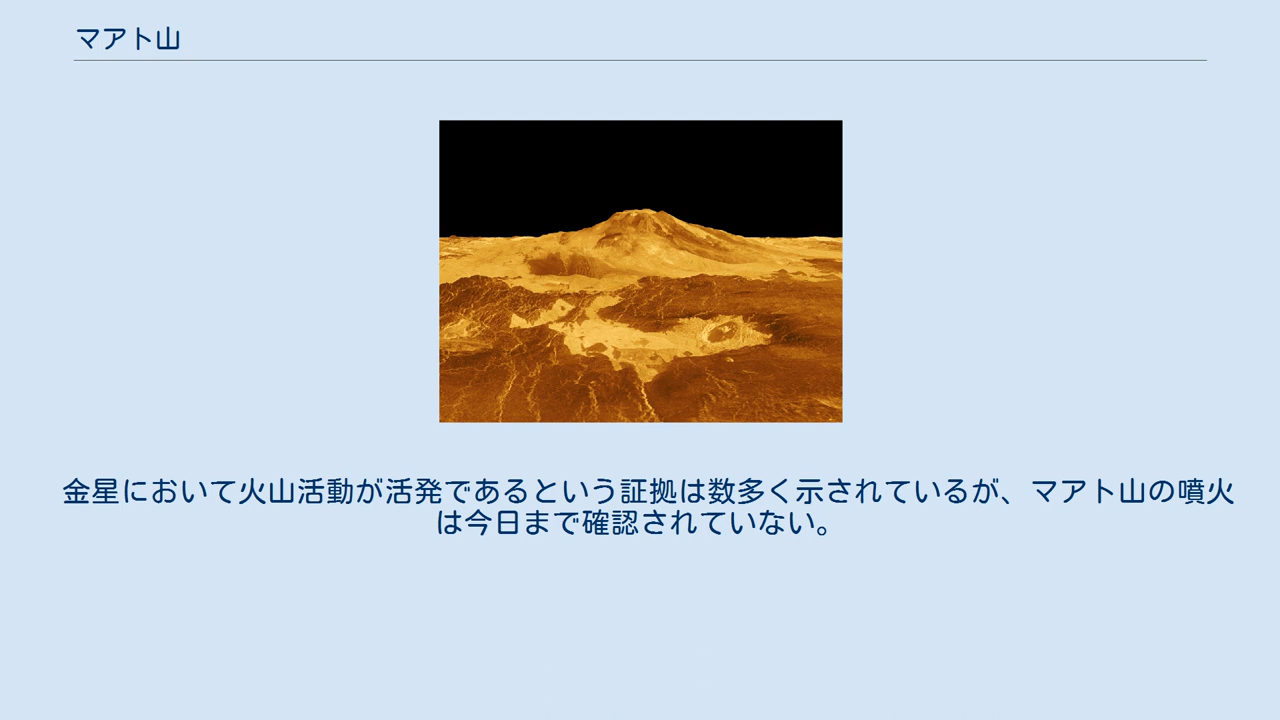 マアト山
金星において火山活動が活発であるという証拠は数多く示されているが、マアト山の噴火
は今日まで確認されていない。